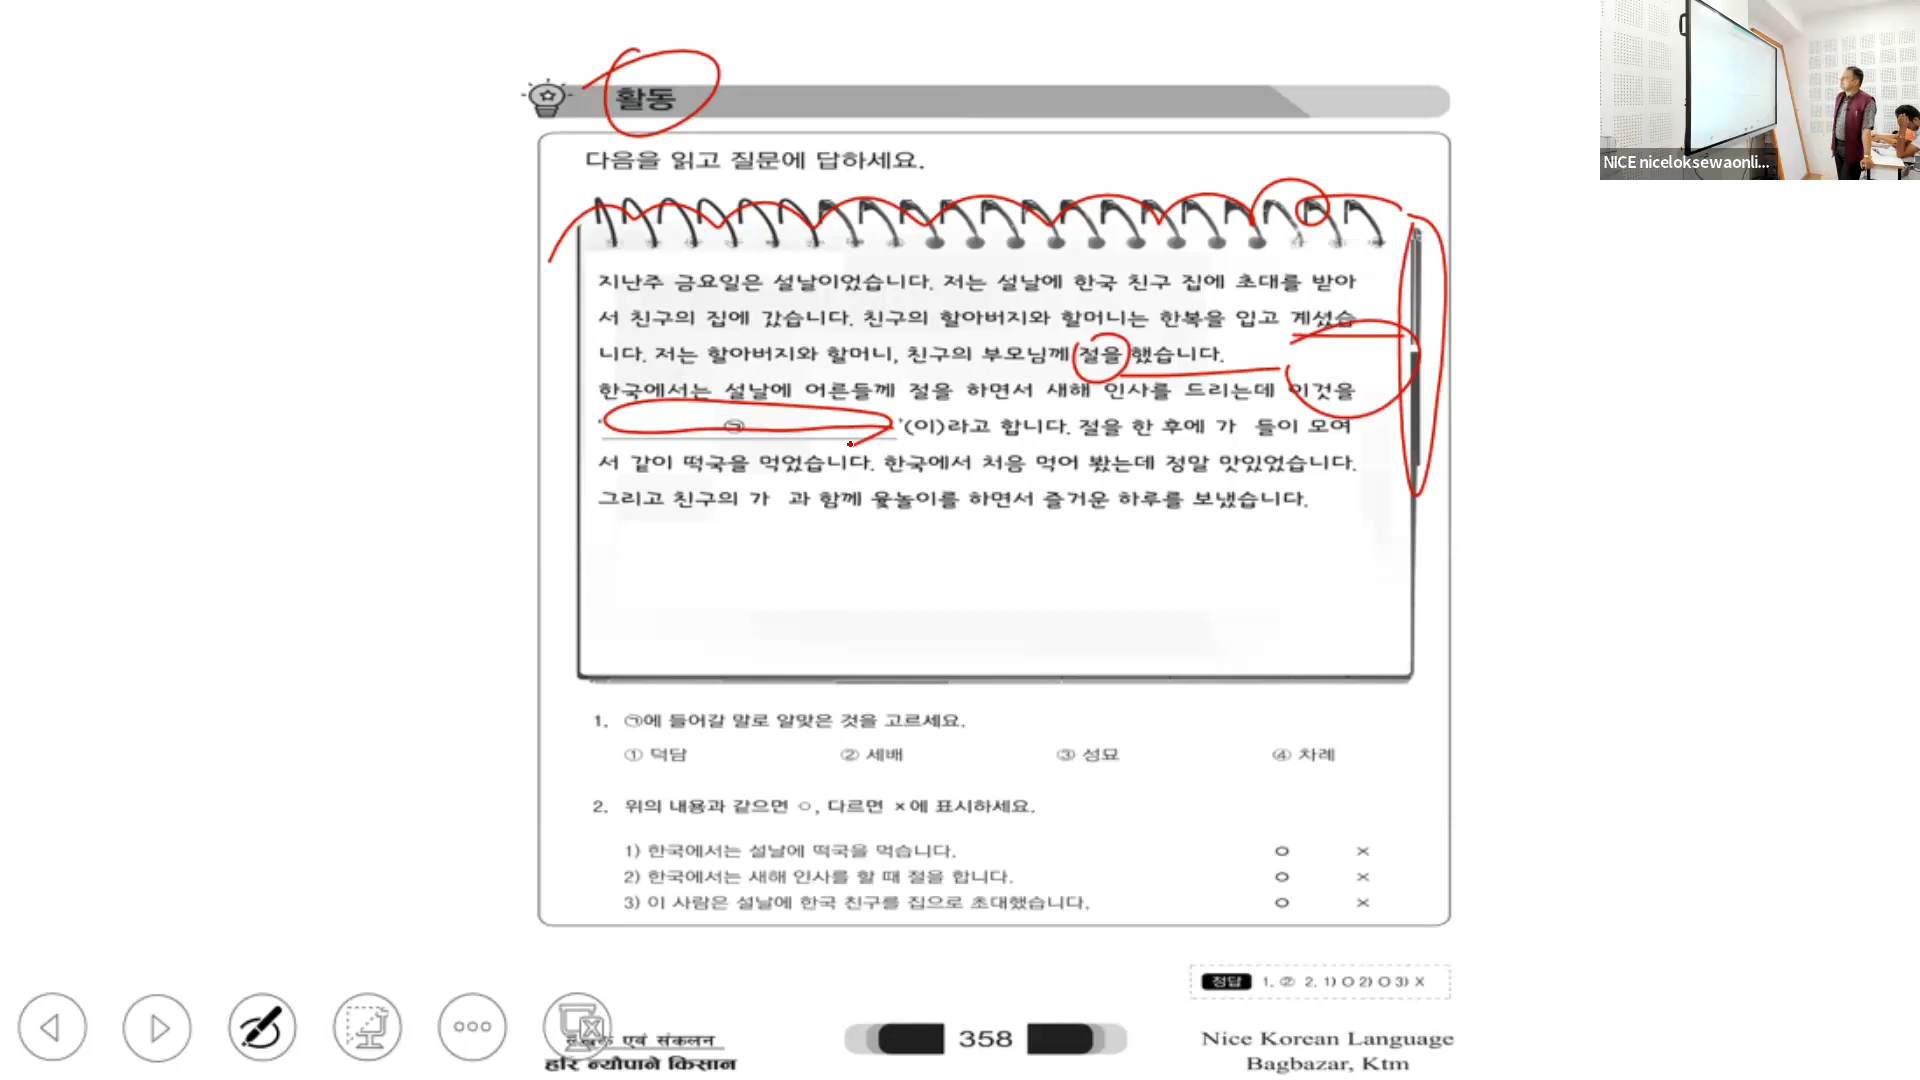 NICE niceloksewaonli...
활동
다음을 읽고 질문에 답하세요.
지난주 금요일은 설날이었습니다. 저는 설날에 한국 친구 집에 초대를 받아
서 친구의 집에 갔습니다. 친구의 할아버지와 할머니는 한복을 입고 계셨습
니다. 저는 할아버지와 할머니, 친구의 부모님께 절을 했습니다.
한국에서는 설날에 어른들께 절을 하면서 새해 인사를 드리는데 이것을
' ㉠ '(이)라고 합니다. 절을 한 후에 가 들이 모여
서 같이 떡국을 먹었습니다. 한국에서 처음 먹어 봤는데 정말 맛있었습니다.
그리고 친구의 가 과 함께 윷놀이를 하면서 즐거운 하루를 보냈습니다.
1. ㉠에 들어갈 말로 알맞은 것을 고르세요.
① 덕담 ② 세배 ③ 성묘 ④ 차례
2. 위의 내용과 같으면 ○, 다르면 ×에 표시하세요.
1) 한국에서는 설날에 떡국을 먹습니다. ○ ×
2) 한국에서는 새해 인사를 할 때 절을 합니다. ○ ×
3) 이 사람은 설날에 한국 친구를 집으로 초대했습니다. ○ ×
정답 1. ② 2. 1) O 2) O 3) X
एवं संकलन
हरि न्यौपाने किसान
358
Nice Korean Language
Bagbazar, Ktm